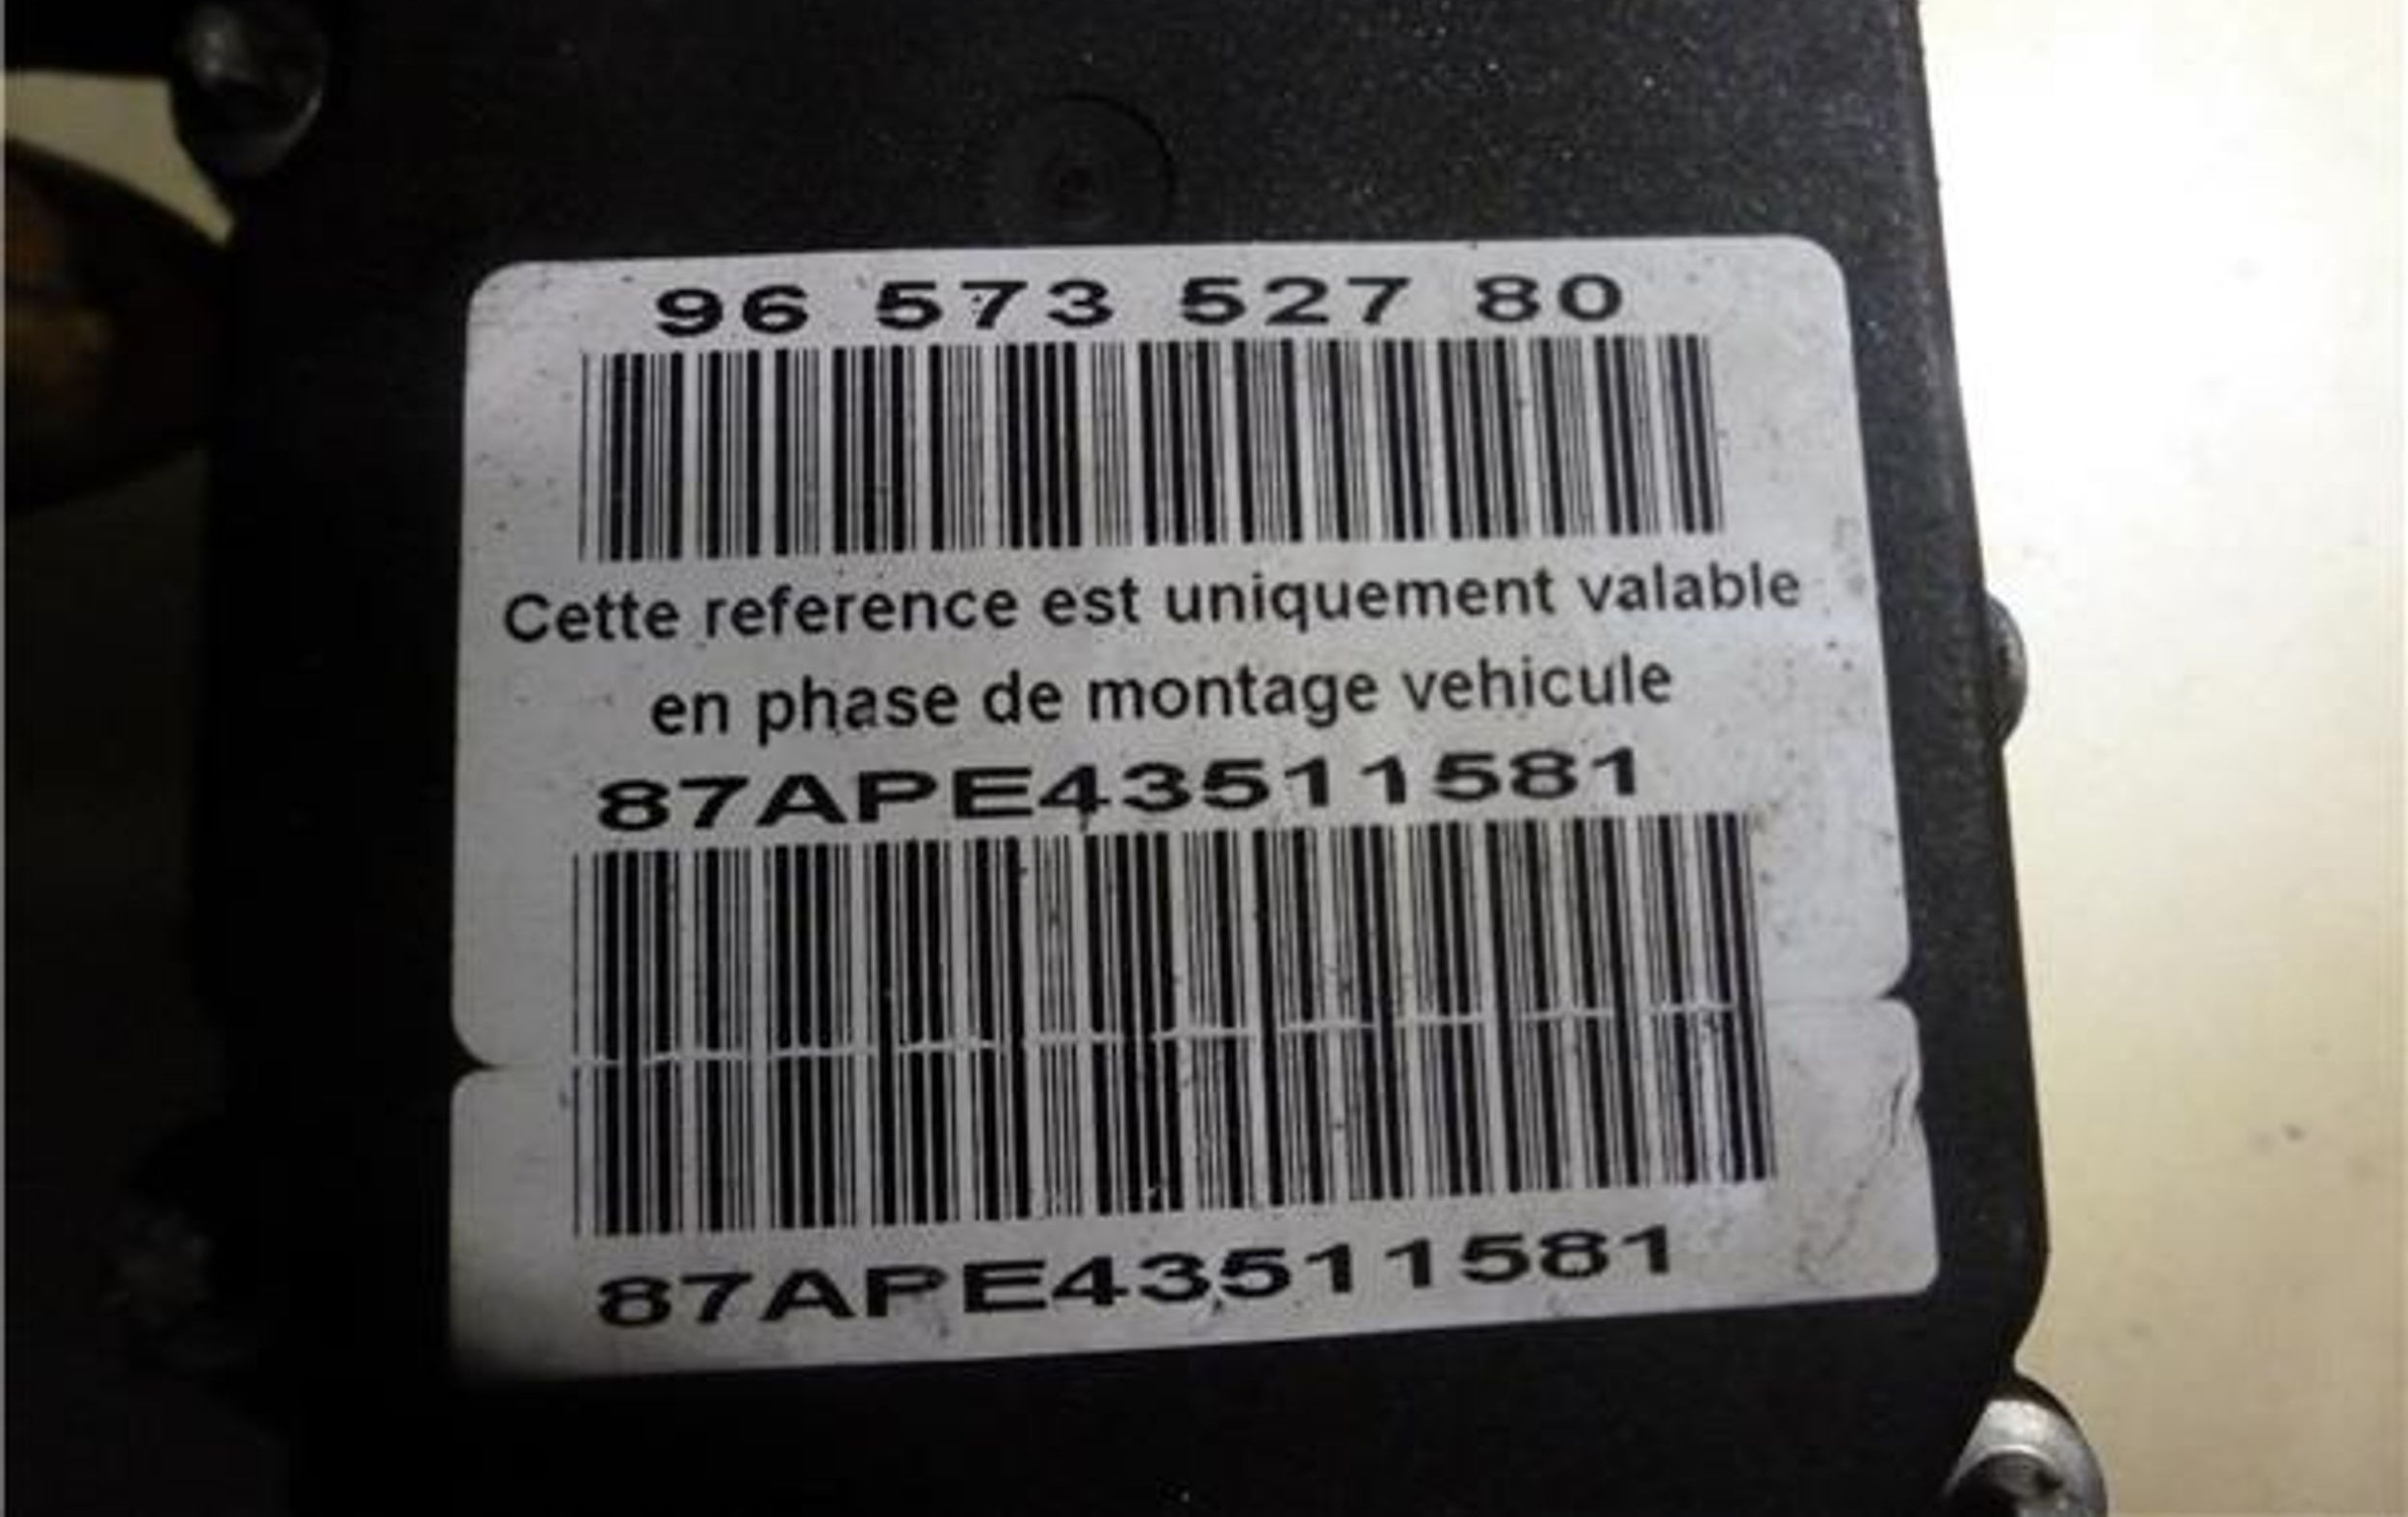 96 573 527 80
Cette reference est uniquement valable
en phase de montage vehicule
87APE43511581
87APE43511581